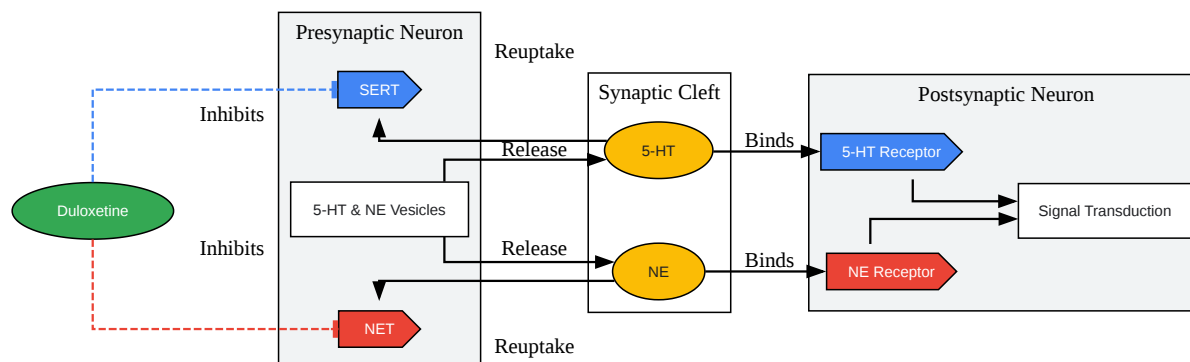 Presynaptic Neuron
Reuptake
SERT
Synaptic Cleft
Postsynaptic Neuron
Inhibits
Release
5-HT
Binds
5-HT Receptor
Duloxetine
5-HT & NE Vesicles
Signal Transduction
Inhibits
Release
NE
Binds
NE Receptor
NET
Reuptake